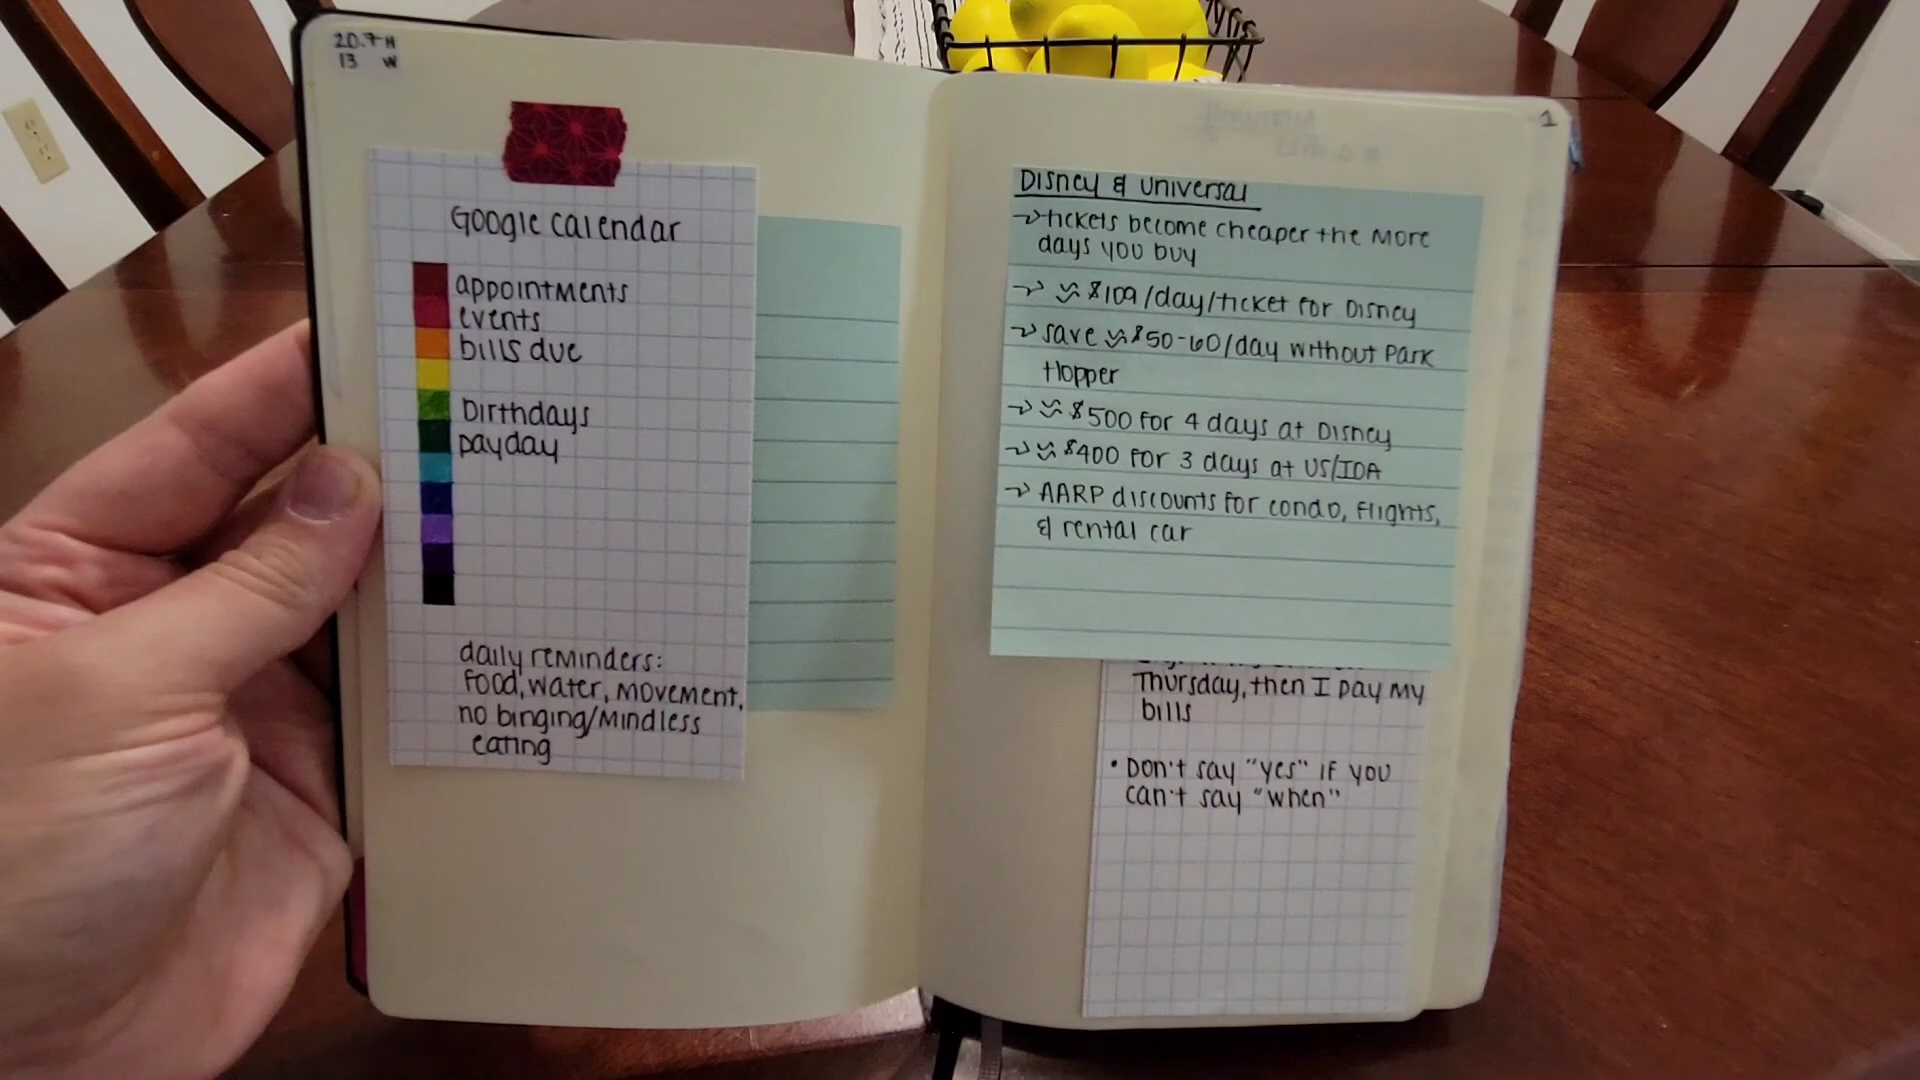 20.7 H
13 W
Google Calendar
appointments
events
bills due
Birthdays
payday
daily reminders:
food, water, movement,
no binging/mindless
eating
1
Disney & Universal
→ tickets become cheaper the more
days you buy
→ ≈ $109/day/ticket for Disney
→ save ≈ $50-60/day without Park
Hopper
→ ≈ $500 for 4 days at Disney
→ ≈ $400 for 3 days at US/IOA
→ AARP discounts for condo, flights,
& rental car
Thursday, then I pay my
bills
• Don't say "yes" if you
can't say "when"